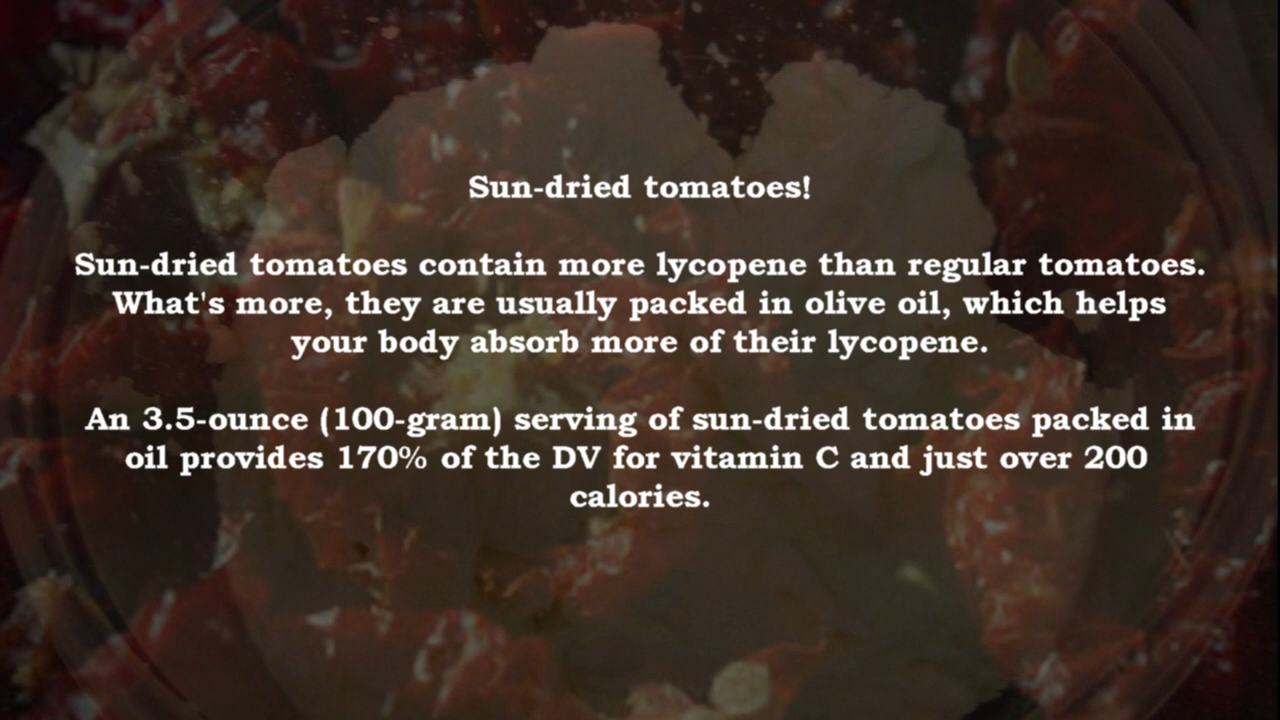 Sun-dried tomatoes!
Sun-dried tomatoes contain more lycopene than regular tomatoes.
What's more, they are usually packed in olive oil, which helps
your body absorb more of their lycopene.
An 3.5-ounce (100-gram) serving of sun-dried tomatoes packed in
oil provides 170% of the DV for vitamin C and just over 200
calories.